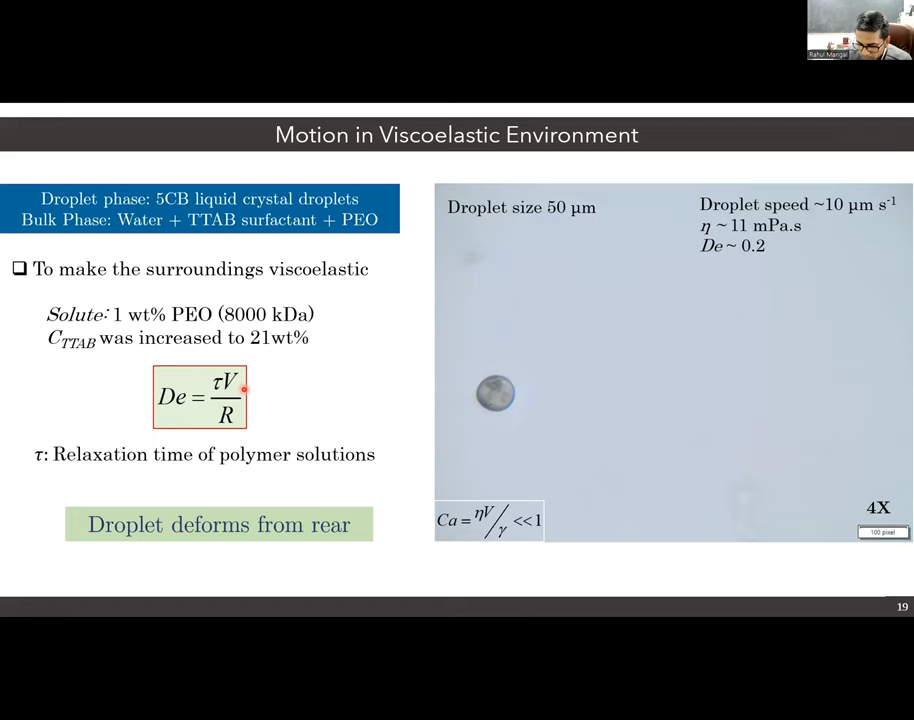 Rahul Mangal
Motion in Viscoelastic Environment
Droplet phase: 5CB liquid crystal droplets
Bulk Phase: Water + TTAB surfactant + PEO
To make the surroundings viscoelastic
Solute: 1 wt% PEO (8000 kDa)
C_TTAB was increased to 21wt%
De = τV/R
τ: Relaxation time of polymer solutions
Droplet deforms from rear
Droplet size 50 µm
Droplet speed ~10 µm s⁻¹
η ~ 11 mPa.s
De ~ 0.2
Ca = ηV/γ <<1
4X
100 pixel
19